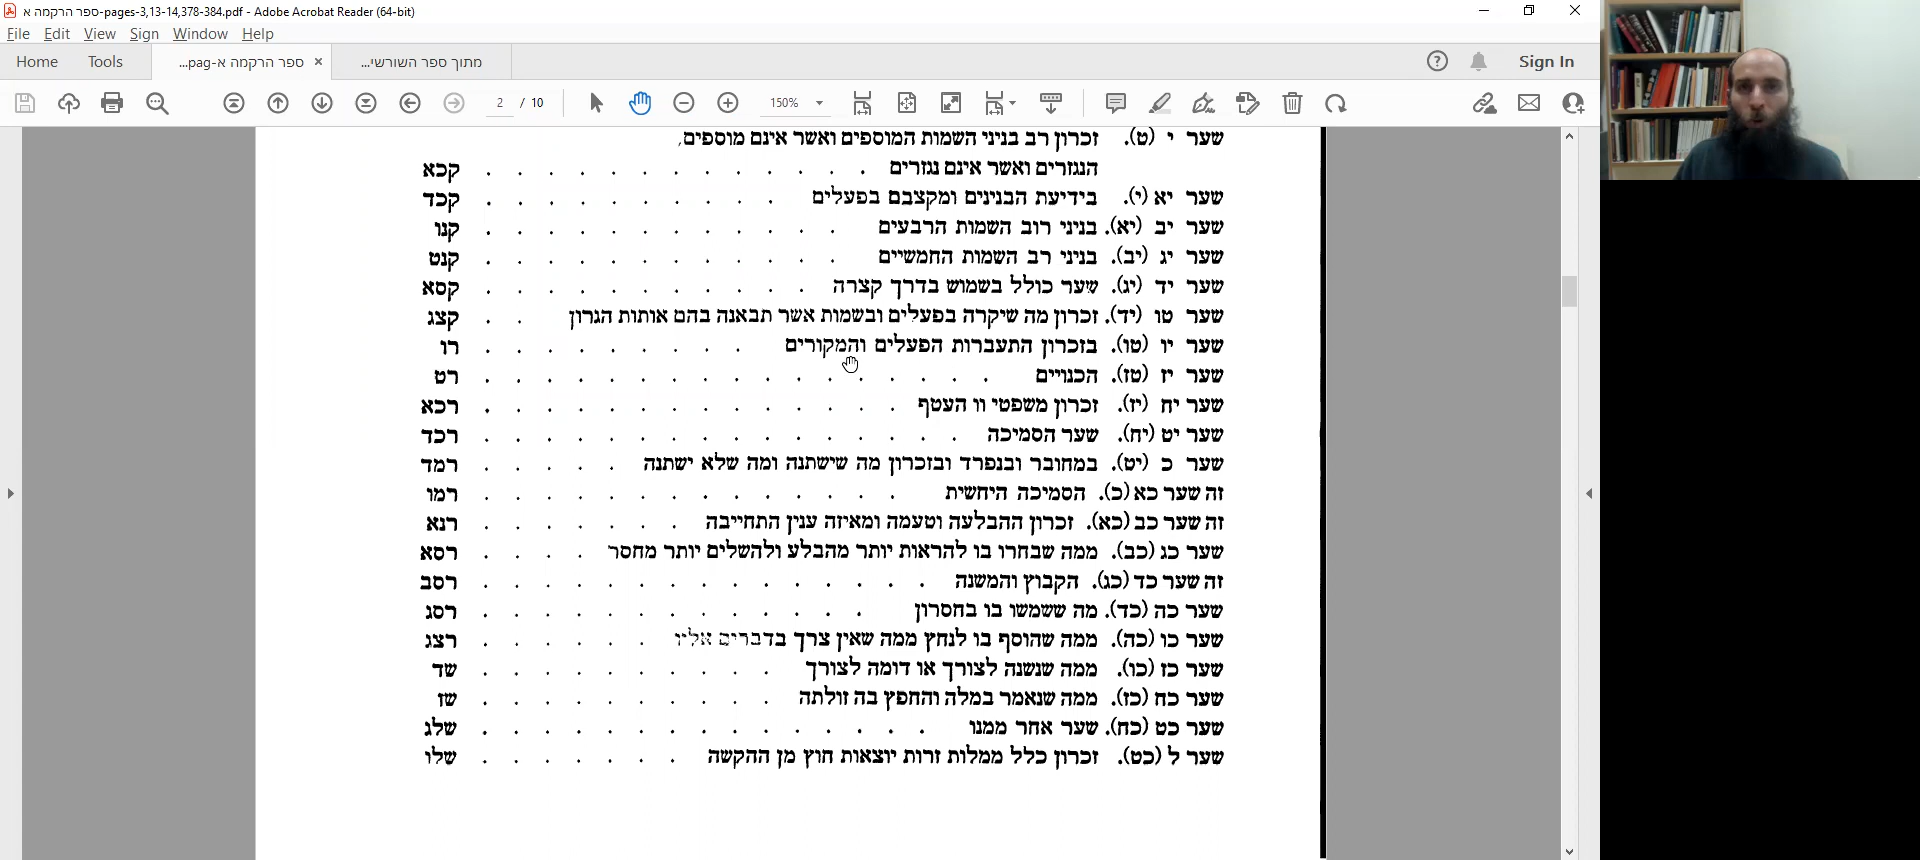 ספר הרקמה א-pages-3,13-14,378-384.pdf - Adobe Acrobat Reader (64-bit)
File Edit View Sign Window Help
Home Tools ספר הרקמה א-pag... × מתוך ספר השורשי... Sign In
2 / 10 150%
שער י (ט). זכרון רב בניני השמות המוספים ואשר אינם מוספים,
הנגזרים ואשר אינם נגזרים . . . . . . . . . . . . . קכא
שער יא (י). בידיעת הבנינים ומקצבם בפעלים . . . . . . . . . . קכד
שער יב (יא). בניני רוב השמות הרבעים . . . . . . . . . . . . קנו
שער יג (יב). בניני רב השמות החמשיים . . . . . . . . . . . . קנט
שער יד (יג). שער כולל בשמוש בדרך קצרה . . . . . . . . . . . קסא
שער טו (יד). זכרון מה שיקרה בפעלים ובשמות אשר תבאנה בהם אותות הגרון . . קצג
שער יו (טו). בזכרון התעברות הפעלים והמקורים . . . . . . . . . רו
שער יז (טז). הכנויים . . . . . . . . . . . . . . . . . רט
שער יח (יז). זכרון משפטי וו העטף . . . . . . . . . . . . . . רכא
שער יט (יח). שער הסמיכה . . . . . . . . . . . . . . . . רכד
שער כ (יט). במחובר ובנפרד ובזכרון מה שישתנה ומה שלא ישתנה . . . . . רמד
זה שער כא (כ). הסמיכה היחשית . . . . . . . . . . . . . . רמו
זה שער כב (כא). זכרון ההבלעה וטעמה ומאיזה ענין התחייבה . . . . . . . רנא
שער כג (כב). ממה שבחרו בו להראות יותר מהבלע ולהשלים יותר מחסר . . . . רסא
זה שער כד (כג). הקבוץ והמשנה . . . . . . . . . . . . . . . רסב
שער כה (כד). מה ששמשו בו בחסרון . . . . . . . . . . . . . רסג
שער כו (כה). ממה שהוסף בו לנחץ ממה שאין צרך בדברים אליו . . . . . . רצג
שער כז (כו). ממה שנשנה לצורך או דומה לצורך . . . . . . . . . . שד
שער כח (כז). ממה שנאמר במלה והחפץ בה זולתה . . . . . . . . . . שז
שער כט (כח). שער אחר ממנו . . . . . . . . . . . . . . . שלג
שער ל (כט). זכרון כלל ממלות זרות יוצאות חוץ מן ההקשה . . . . . . . שלו